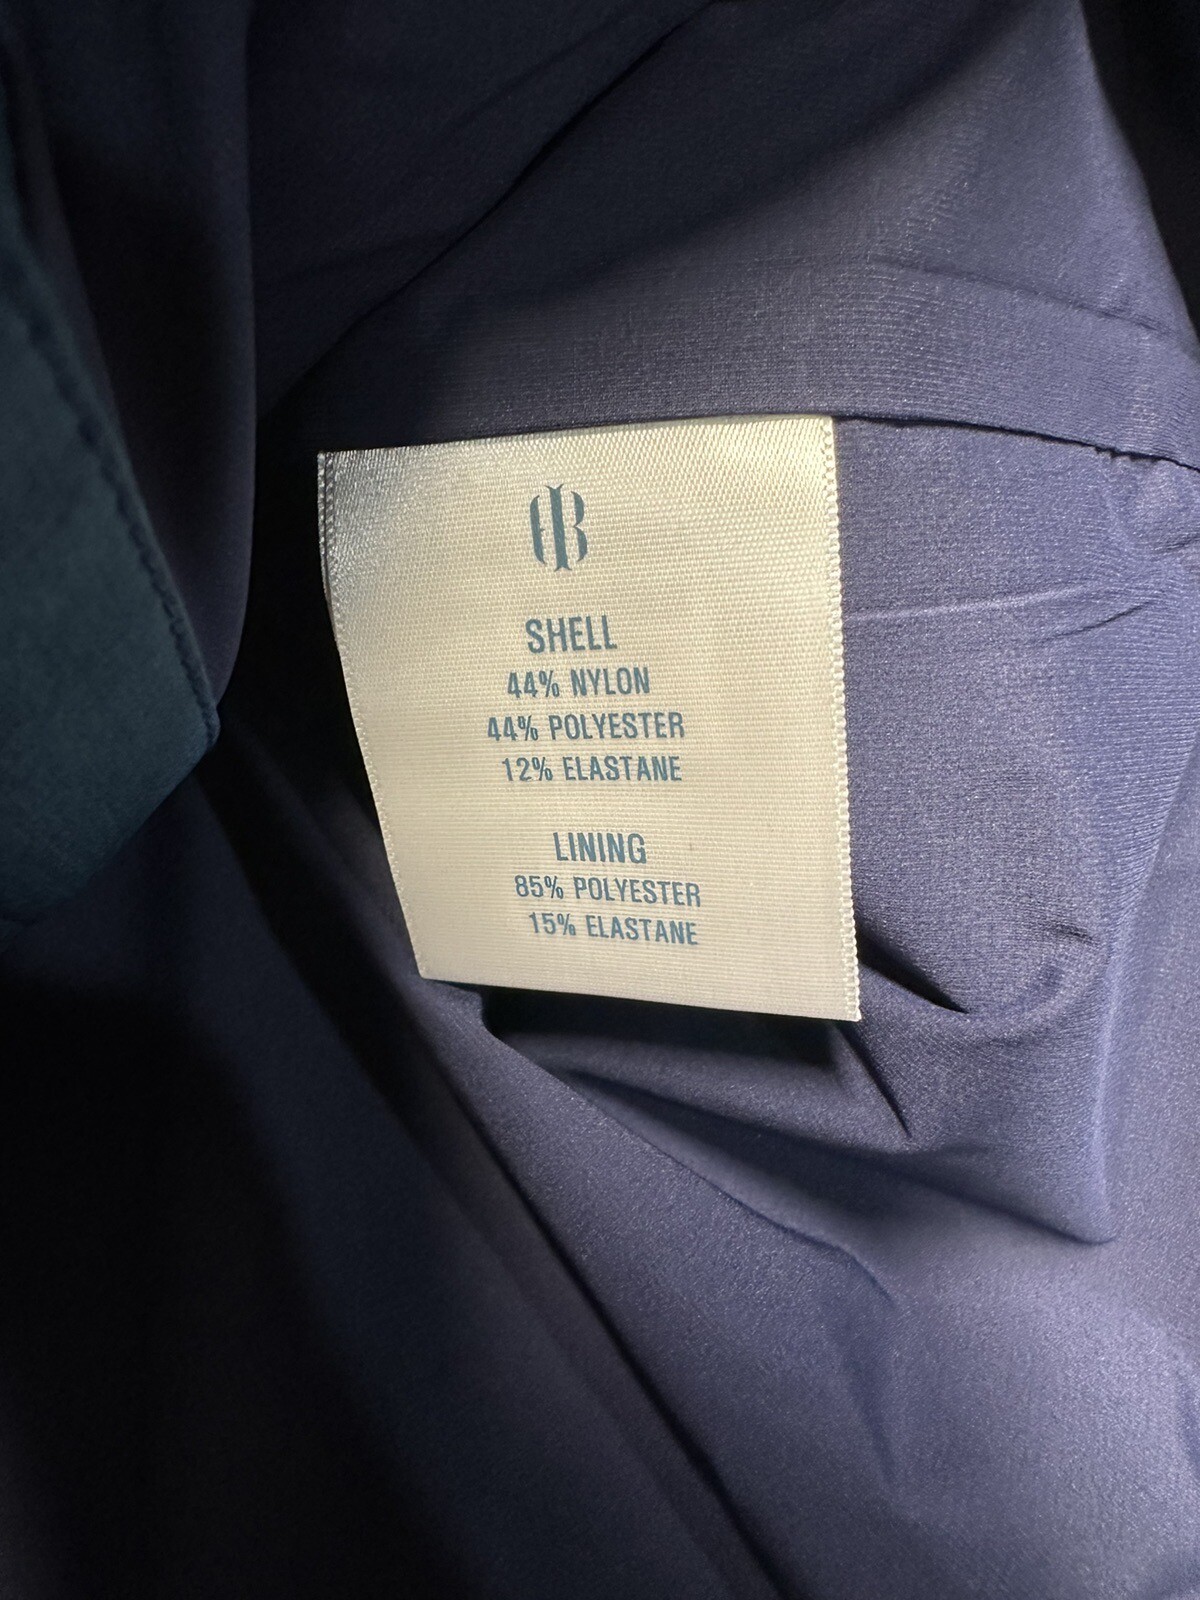 SHELL
44% NYLON
44% POLYESTER
12% ELASTANE
LINING
85% POLYESTER
15% ELASTANE